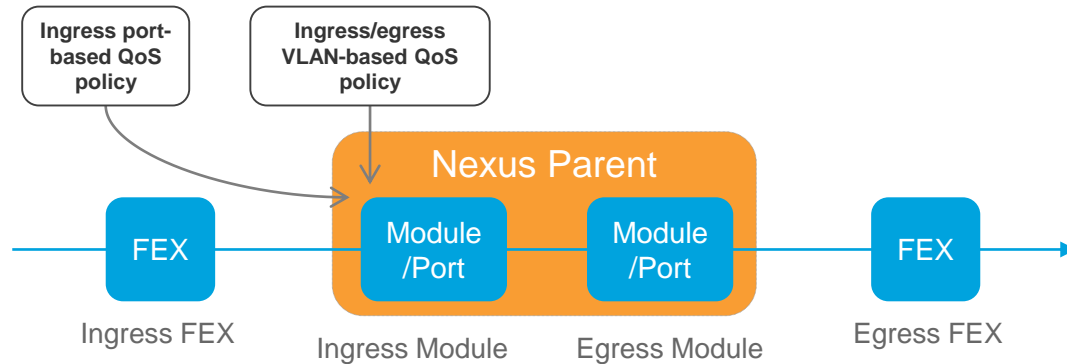 Ingress port-
based QoS
policy
Ingress/egress
VLAN-based QoS
policy
Nexus Parent
FEX
Module
/Port
Module
/Port
FEX
Ingress FEX
Ingress Module
Egress Module
Egress FEX